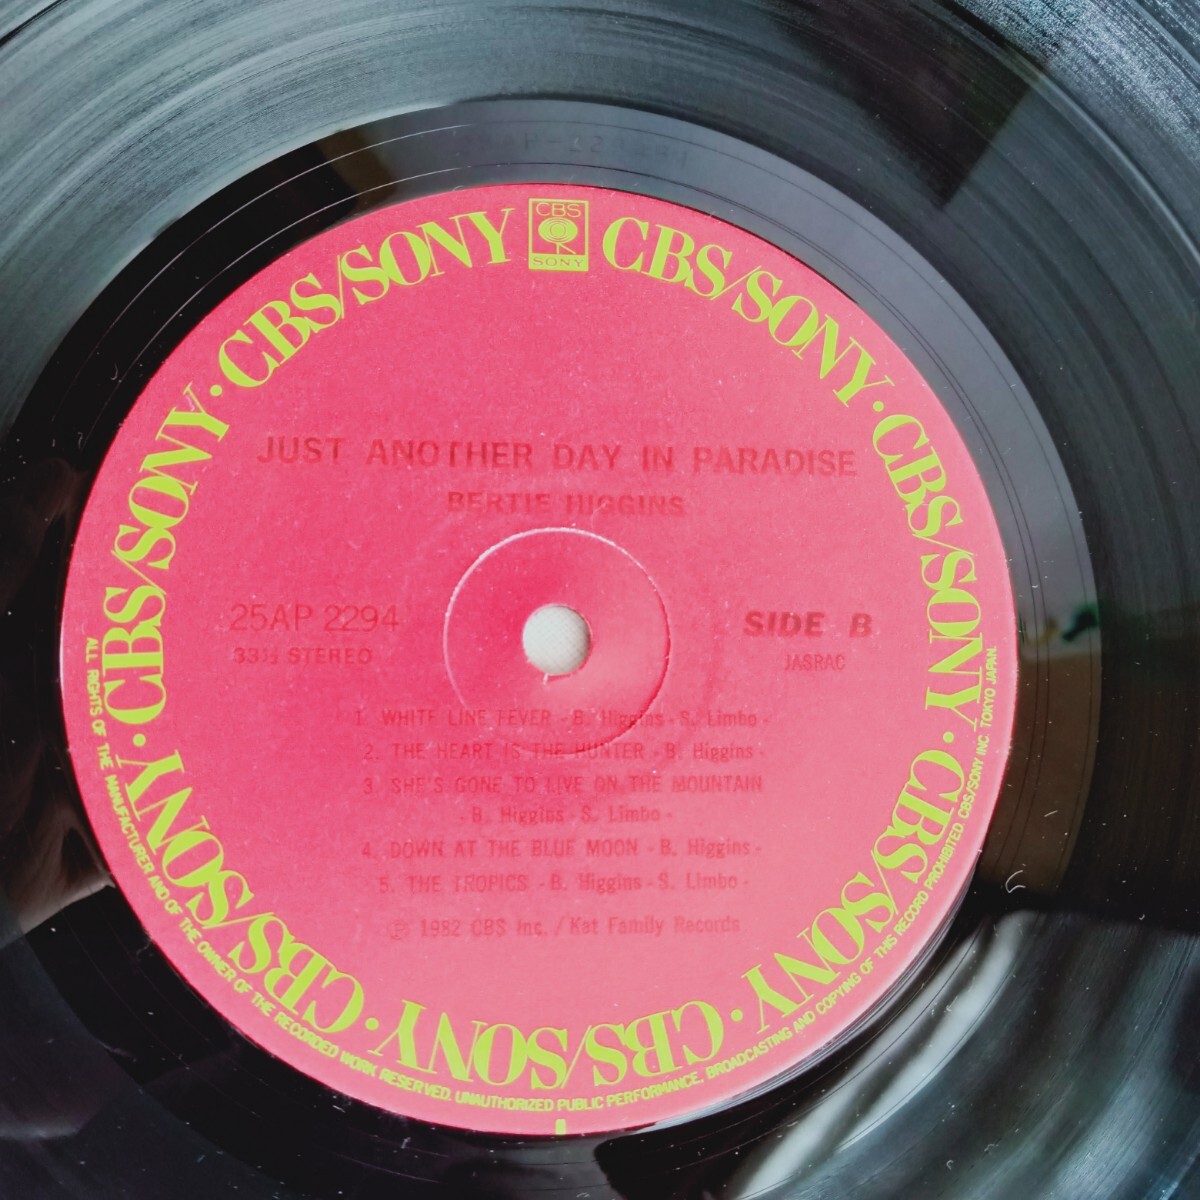 CBS
SONY
CBS/SONY · CBS/SONY · CBS/SONY · CBS/SONY · CBS/SONY · CBS/SONY · CBS/SONY · CBS/SONY · CBS/SONY
JUST ANOTHER DAY IN PARADISE
BERTIE HIGGINS
25AP 2294
33⅓ STEREO
SIDE B
JASRAC
1. WHITE LINE FEVER - B. Higgins - S. Limbo -
2. THE HEART IS THE HUNTER - B. Higgins -
3. SHE'S GONE TO LIVE ON THE MOUNTAIN
- B. Higgins - S. Limbo -
4. DOWN AT THE BLUE MOON - B. Higgins -
5. THE TROPICS - B. Higgins - S. Limbo -
℗ 1982 CBS Inc. / Kat Family Records
ALL RIGHTS OF THE MANUFACTURER AND OF THE OWNER OF THE RECORDED WORK RESERVED. UNAUTHORIZED PUBLIC PERFORMANCE, BROADCASTING AND COPYING OF THIS RECORD PROHIBITED CBS/SONY INC. TOKYO JAPAN.